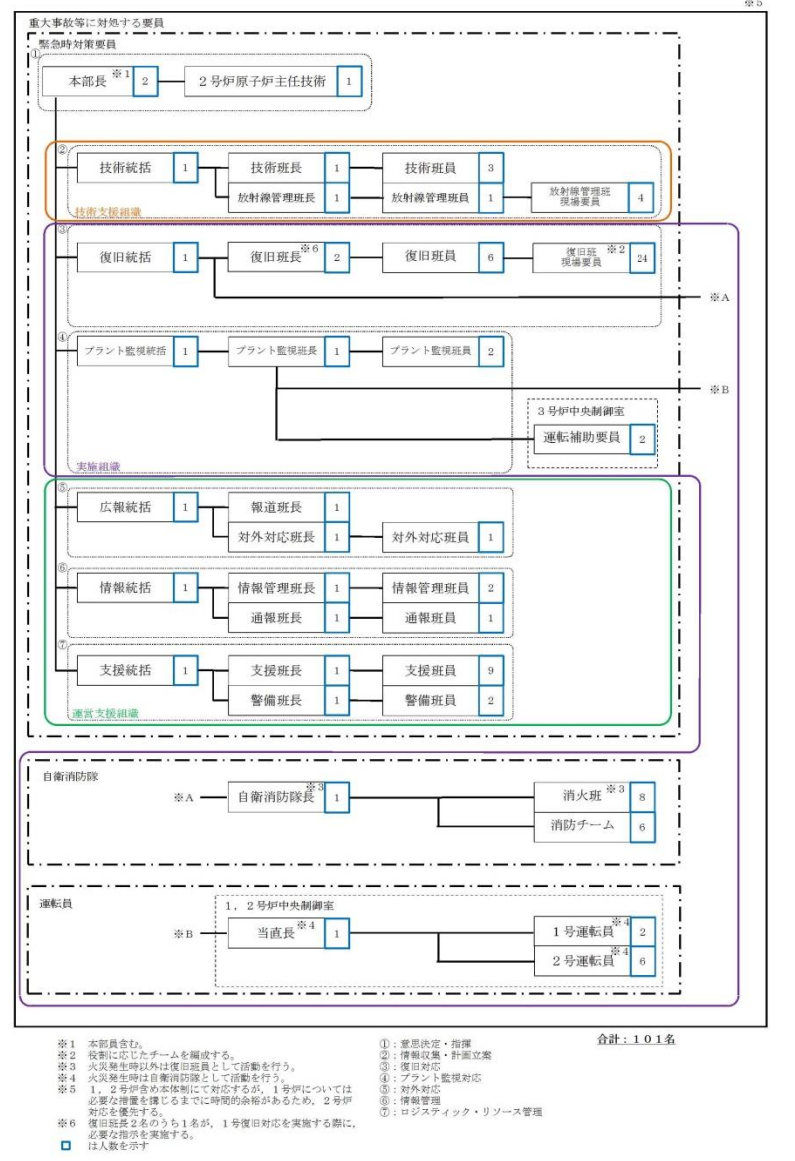 ※5
重大事故等に対処する要員
緊急時対策要員
①
本部長 ※1 2 2号炉原子炉主任技術 1
②
技術統括 1 技術班長 1 技術班員 3
放射線管理班長 1 放射線管理班員 1 放射線管理班
現場要員 4
技術支援組織
③
復旧統括 1 復旧班長 ※6 2 復旧班員 6 復旧班 ※2
現場要員 24
※A
④
プラント監視統括 1 プラント監視班長 1 プラント監視班員 2
※B
3号炉中央制御室
運転補助要員 2
実施組織
⑤
広報統括 1 報道班長 1
対外対応班長 1 対外対応班員 1
⑥
情報統括 1 情報管理班長 1 情報管理班員 2
通報班長 1 通報班員 1
⑦
支援統括 1 支援班長 1 支援班員 9
警備班長 1 警備班員 2
運営支援組織
自衛消防隊
※A 自衛消防隊長 ※3 1 消火班 ※3 8
消防チーム 6
運転員
1,2号炉中央制御室
※B 当直長 ※4 1 1号運転員 ※4 2
2号運転員 ※4 6
合計:101名
※1 本部員含む。
※2 役割に応じたチームを編成する。
※3 火災発生時以外は復旧班員として活動を行う。
※4 火災発生時は自衛消防隊として活動を行う。
※5 1,2号炉含め本体制にて対応するが,1号炉については
必要な措置を講じるまでに時間的余裕があるため,2号炉
対応を優先する。
※6 復旧班長2名のうち1名が,1号復旧対応を実施する際に,
必要な指示を実施する。
は人数を示す
①:意思決定・指揮
②:情報収集・計画立案
③:復旧対応
④:プラント監視対応
⑤:対外対応
⑥:情報管理
⑦:ロジスティック・リソース管理